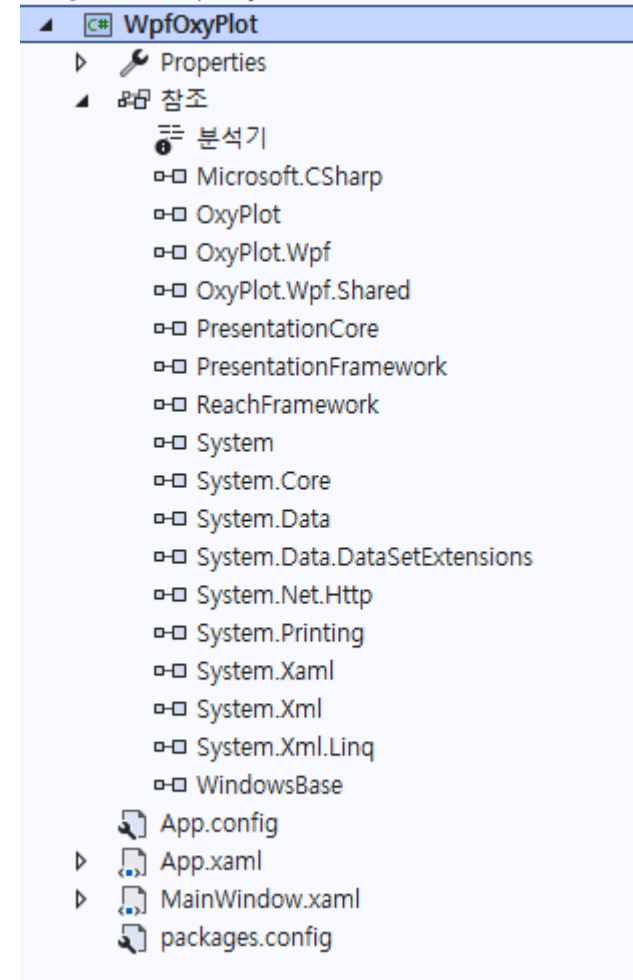 C# WpfOxyPlot
Properties
참조
분석기
Microsoft.CSharp
OxyPlot
OxyPlot.Wpf
OxyPlot.Wpf.Shared
PresentationCore
PresentationFramework
ReachFramework
System
System.Core
System.Data
System.Data.DataSetExtensions
System.Net.Http
System.Printing
System.Xaml
System.Xml
System.Xml.Linq
WindowsBase
App.config
App.xaml
MainWindow.xaml
packages.config